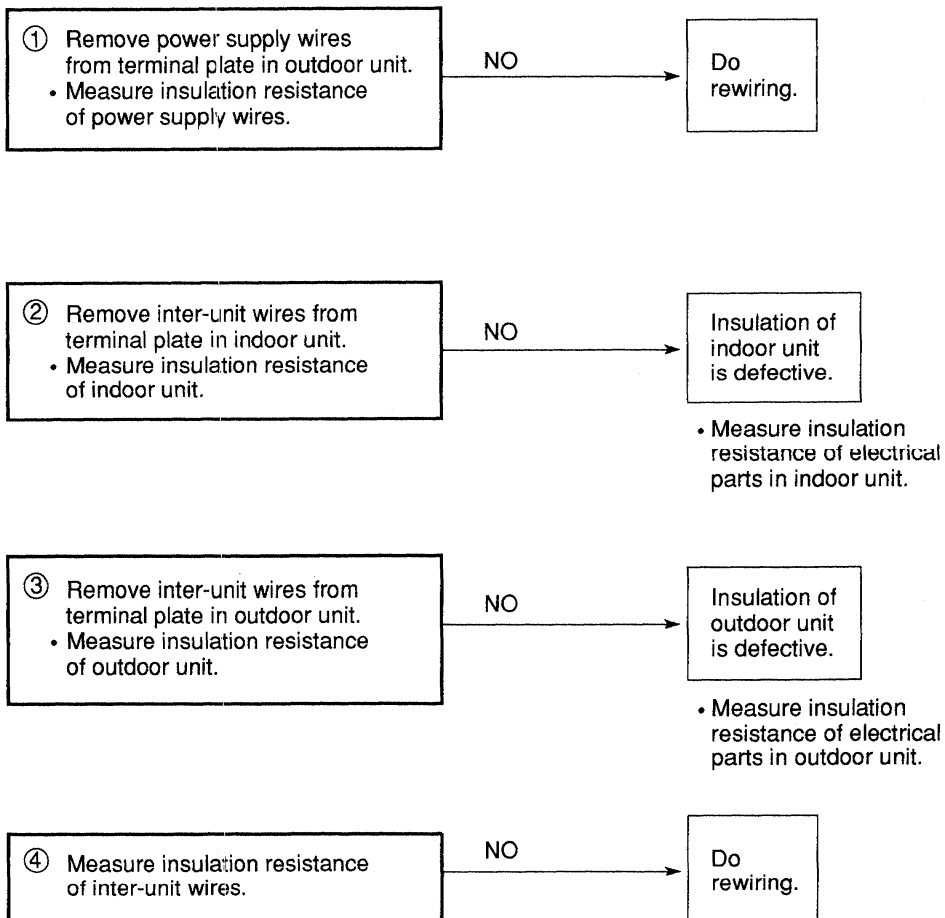 ① Remove power supply wires
from terminal plate in outdoor unit.
• Measure insulation resistance
of power supply wires.
NO
Do
rewiring.
② Remove inter-unit wires from
terminal plate in indoor unit.
• Measure insulation resistance
of indoor unit.
NO
Insulation of
indoor unit
is defective.
• Measure insulation
resistance of electrical
parts in indoor unit.
③ Remove inter-unit wires from
terminal plate in outdoor unit.
• Measure insulation resistance
of outdoor unit.
NO
Insulation of
outdoor unit
is defective.
• Measure insulation
resistance of electrical
parts in outdoor unit.
④ Measure insulation resistance
of inter-unit wires.
NO
Do
rewiring.